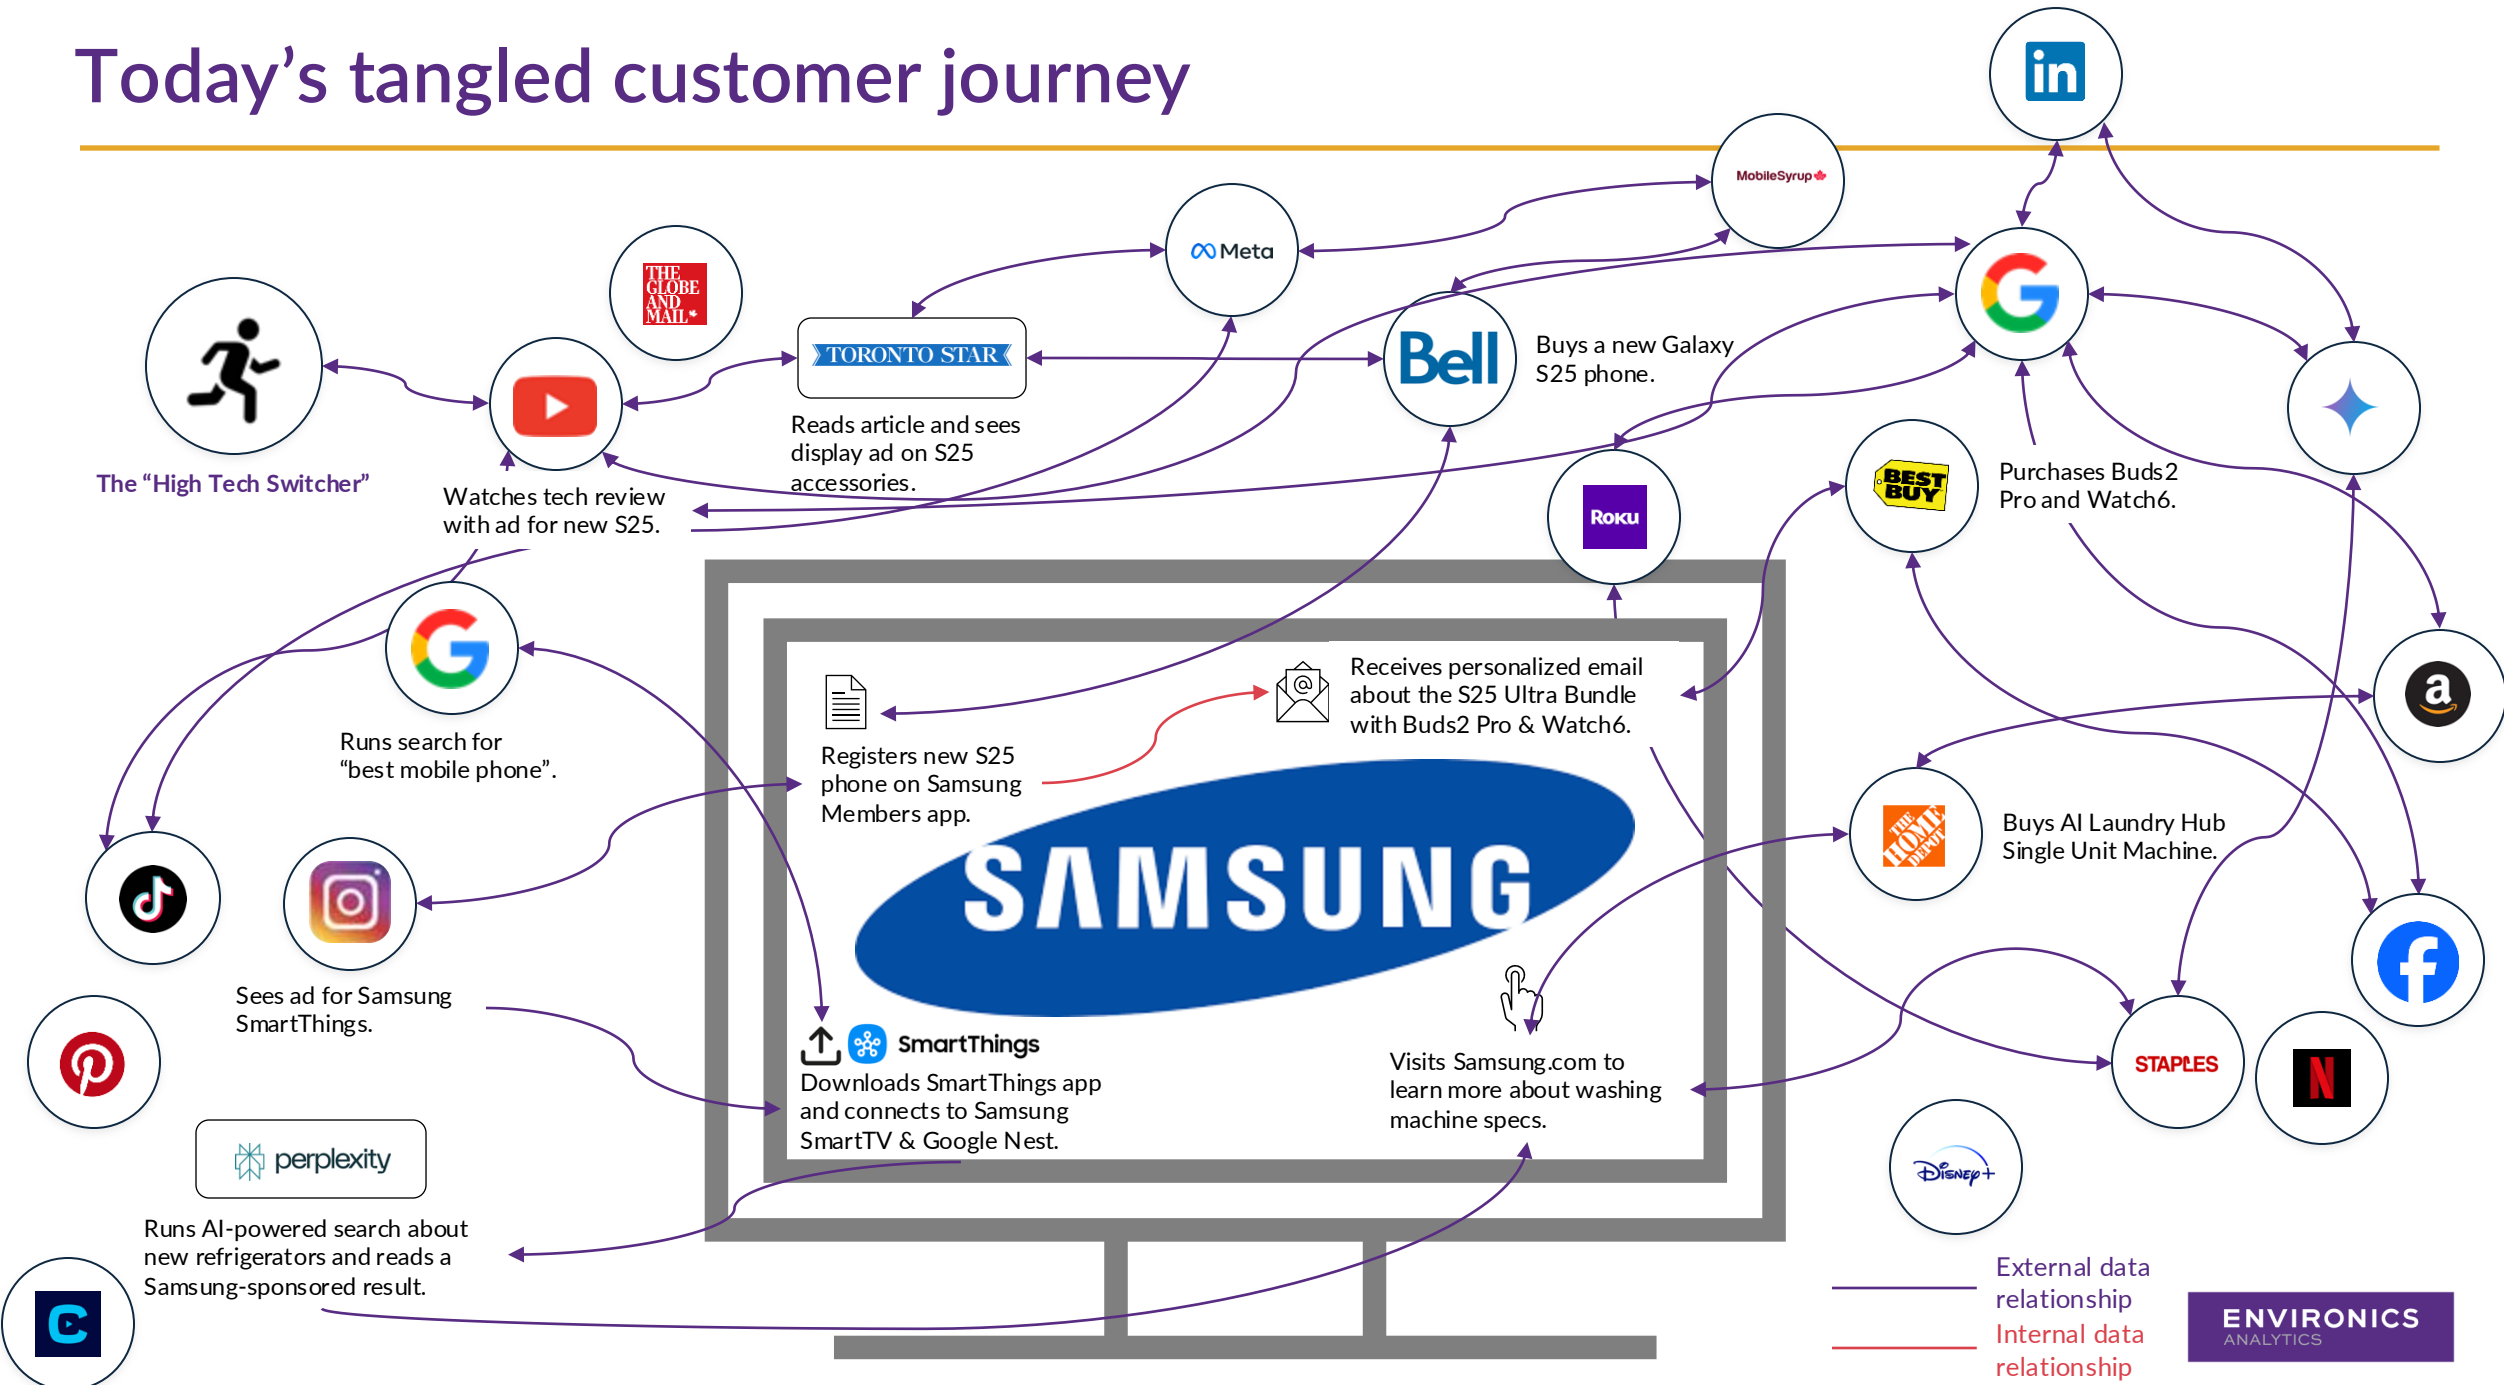 Today’s tangled customer journey
in
MobileSyrup
Meta
THE
GLOBE
AND
MAIL
TORONTO STAR
Bell
Buys a new Galaxy
S25 phone.
Reads article and sees
display ad on S25
accessories.
The “High Tech Switcher”
Watches tech review
with ad for new S25.
ROKU
BEST
BUY
Purchases Buds2
Pro and Watch6.
Runs search for
“best mobile phone”.
Registers new S25
phone on Samsung
Members app.
Receives personalized email
about the S25 Ultra Bundle
with Buds2 Pro & Watch6.
a
SAMSUNG
THE
HOME
DEPOT
Buys AI Laundry Hub
Single Unit Machine.
Sees ad for Samsung
SmartThings.
SmartThings
Downloads SmartThings app
and connects to Samsung
SmartTV & Google Nest.
Visits Samsung.com to
learn more about washing
machine specs.
STAPLES
N
Disney+
perplexity
Runs AI-powered search about
new refrigerators and reads a
Samsung-sponsored result.
C
External data
relationship
Internal data
relationship
ENVIRONICS
ANALYTICS